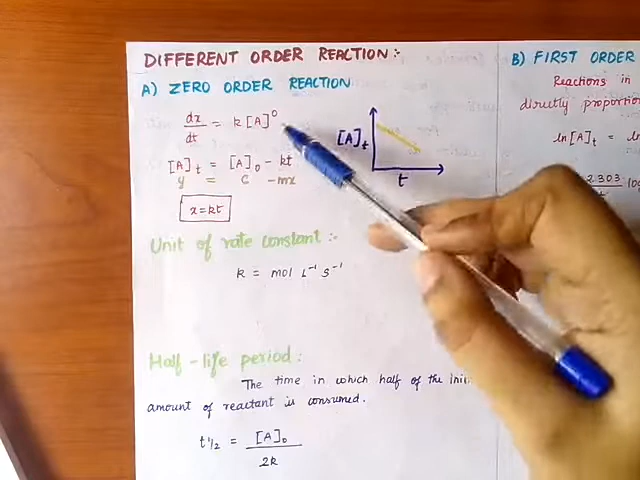 DIFFERENT ORDER REACTION:-
A) ZERO ORDER REACTION
dx/dt = k[A]⁰
[A]t = [A]₀ - kt
y = C -mx
x=kt
[A]t
t
Unit of rate constant :-
k = mol L⁻¹ s⁻¹
Half-life period :
The time in which half of the
amount of reactant is consumed.
t½ = [A]₀/2k
B) FIRST ORDER
Reactions in
directly
ln[A]t =
2.303